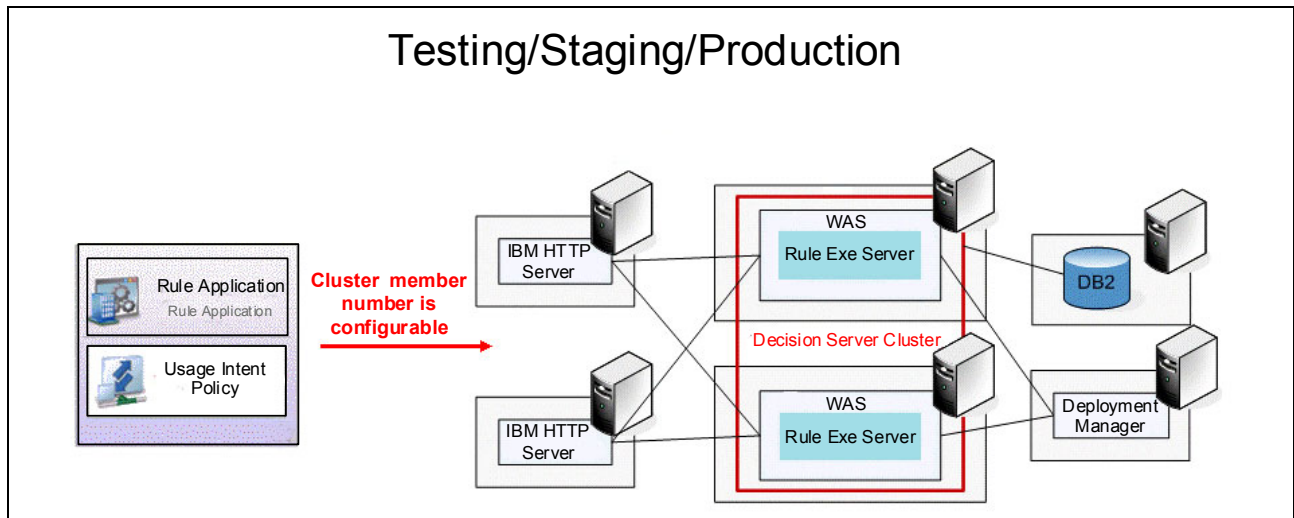 Testing/Staging/Production
Rule Application
Rule Application
Usage Intent
Policy
Cluster member
number is
configurable
IBM HTTP
Server
IBM HTTP
Server
WAS
Rule Exe Server
Decision Server Cluster
WAS
Rule Exe Server
DB2
Deployment
Manager